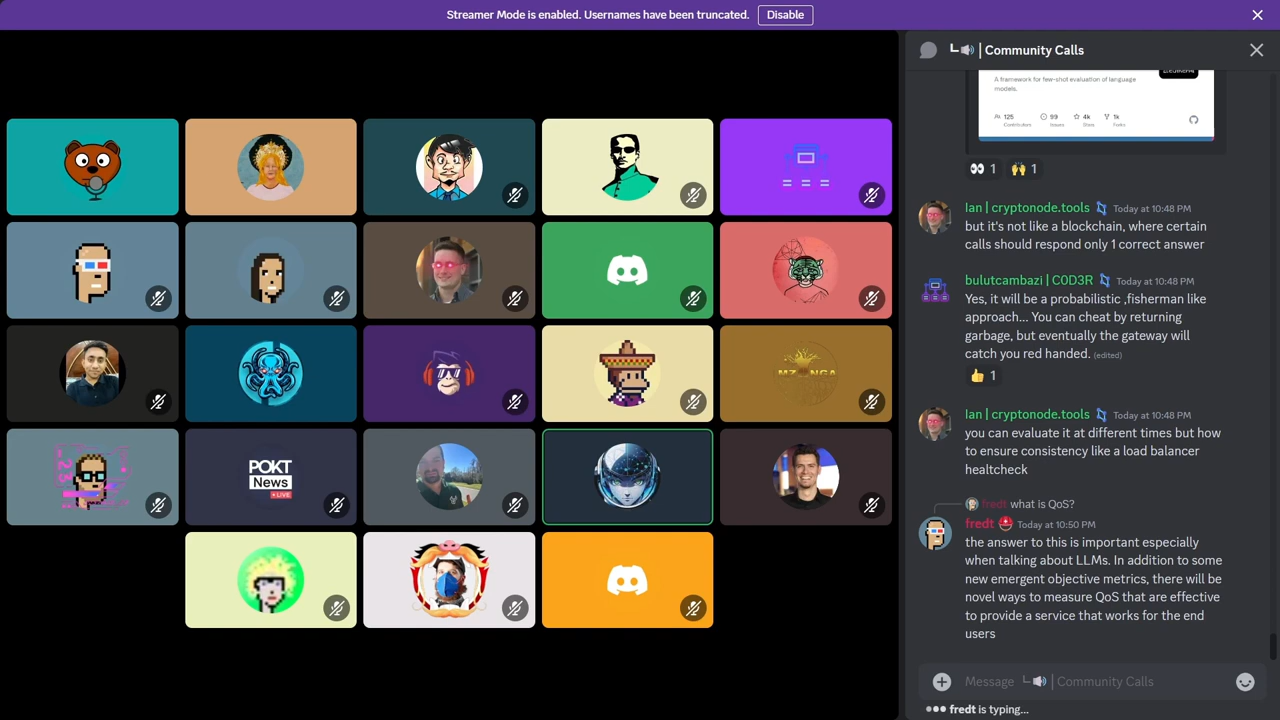 Streamer Mode is enabled. Usernames have been truncated. Disable
Community Calls
A framework for few-shot evaluation of language
models.
125 99 4k 1k
Contributors Issues Stars Forks
1 1
Ian | cryptonode.tools Today at 10:48 PM
but it's not like a blockchain, where certain
calls should respond only 1 correct answer
bulutcambazi | C0D3R Today at 10:48 PM
Yes, it will be a probabilistic ,fisherman like
approach... You can cheat by returning
garbage, but eventually the gateway will
catch you red handed. (edited)
1
Ian | cryptonode.tools Today at 10:48 PM
you can evaluate it at different times but how
to ensure consistency like a load balancer
healtcheck
fredt what is QoS?
fredt Today at 10:50 PM
the answer to this is important especially
when talking about LLMs. In addition to some
new emergent objective metrics, there will be
novel ways to measure QoS that are effective
to provide a service that works for the end
users
Message Community Calls
fredt is typing...
POKT
News
LIVE